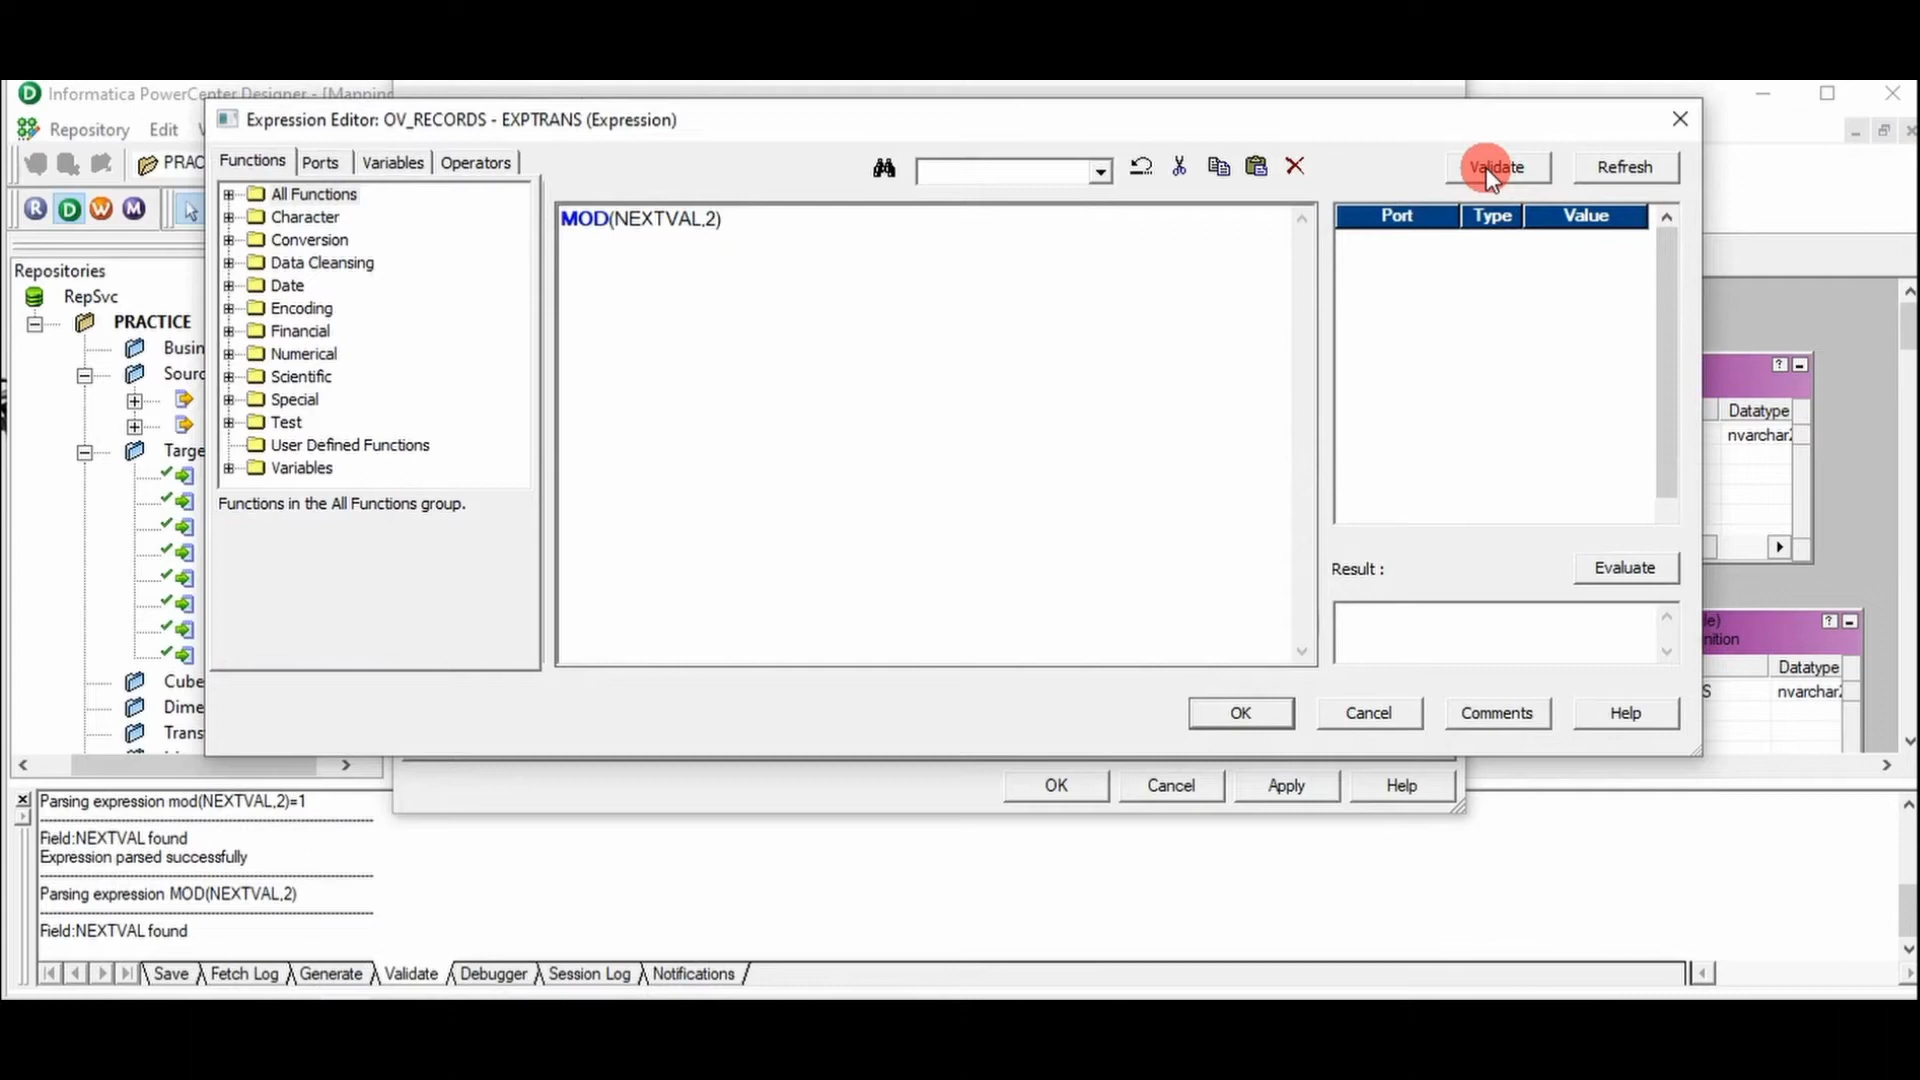 Informatica PowerCenter Designer - [Mapping
Repository Edit
PRAC
Expression Editor: OV_RECORDS - EXPTRANS (Expression)
Functions Ports Variables Operators
Validate Refresh
All Functions
Character
Conversion
Data Cleansing
Date
Encoding
Financial
Numerical
Scientific
Special
Test
User Defined Functions
Variables
Functions in the All Functions group.
MOD(NEXTVAL,2)
Port Type Value
Result : Evaluate
OK Cancel Comments Help
R D W M
Repositories
RepSvc
PRACTICE
Busin
Sourc
Targe
Cube
Dime
Trans
Datatype
nvarchar
le)
nition
Datatype
S nvarchar
OK Cancel Apply Help
Parsing expression mod(NEXTVAL,2)=1
Field:NEXTVAL found
Expression parsed successfully
Parsing expression MOD(NEXTVAL,2)
Field:NEXTVAL found
Save Fetch Log Generate Validate Debugger Session Log Notifications